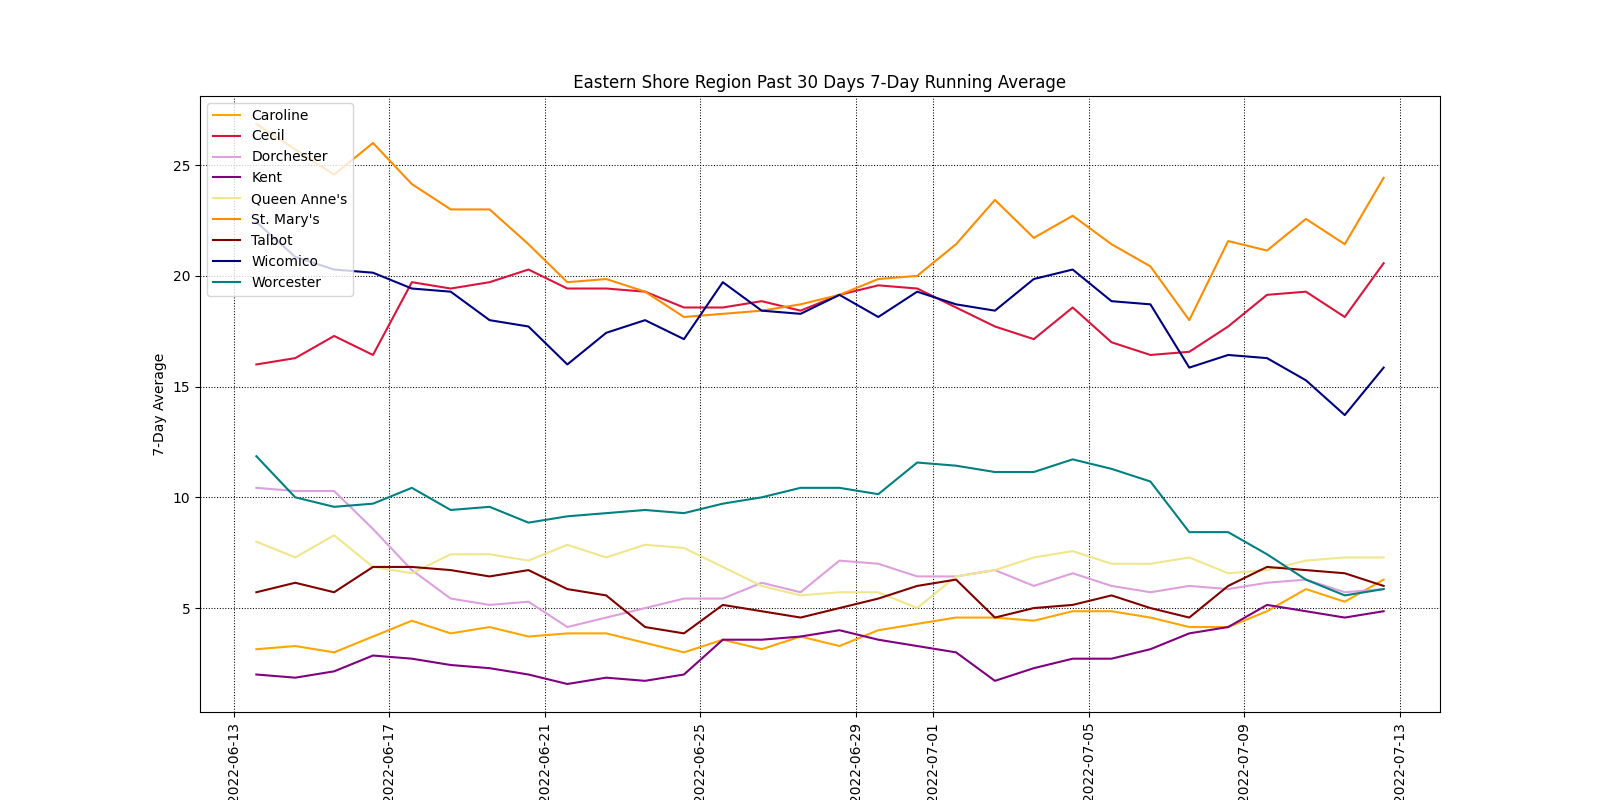 Eastern Shore Region Past 30 Days 7-Day Running Average
Caroline
Cecil
Dorchester
Kent
Queen Anne's
St. Mary's
Talbot
Wicomico
Worcester
25
20
15
10
5
7-Day Average
2022-06-13
2022-06-17
2022-06-21
2022-06-25
2022-06-29
2022-07-01
2022-07-05
2022-07-09
2022-07-13